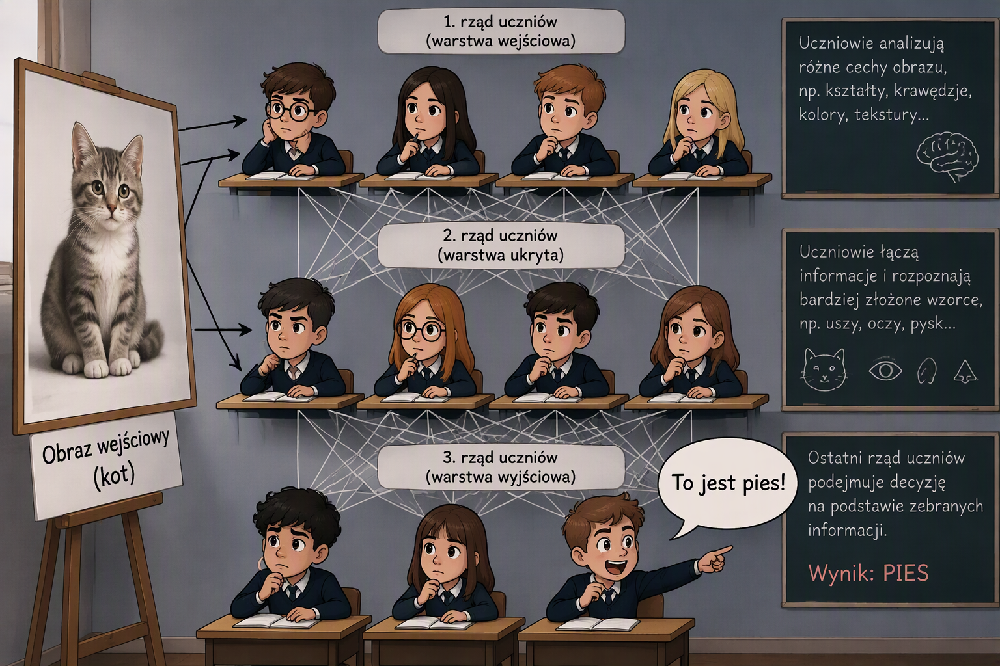 1. rząd uczniów
(warstwa wejściowa)
Uczniowie analizują
różne cechy obrazu,
np. kształty, krawędzje,
kolory, tekstury...
2. rząd uczniów
(warstwa ukryta)
Uczniowie łączą
informacje i rozpoznają
bardziej złożone wzorce,
np. uszy, oczy, pysk...
Obraz wejściowy
(kot)
3. rząd uczniów
(warstwa wyjściowa)
To jest pies!
Ostatni rząd uczniów
podejmuje decyzję
na podstawie zebranych
informacji.
Wynik: PIES